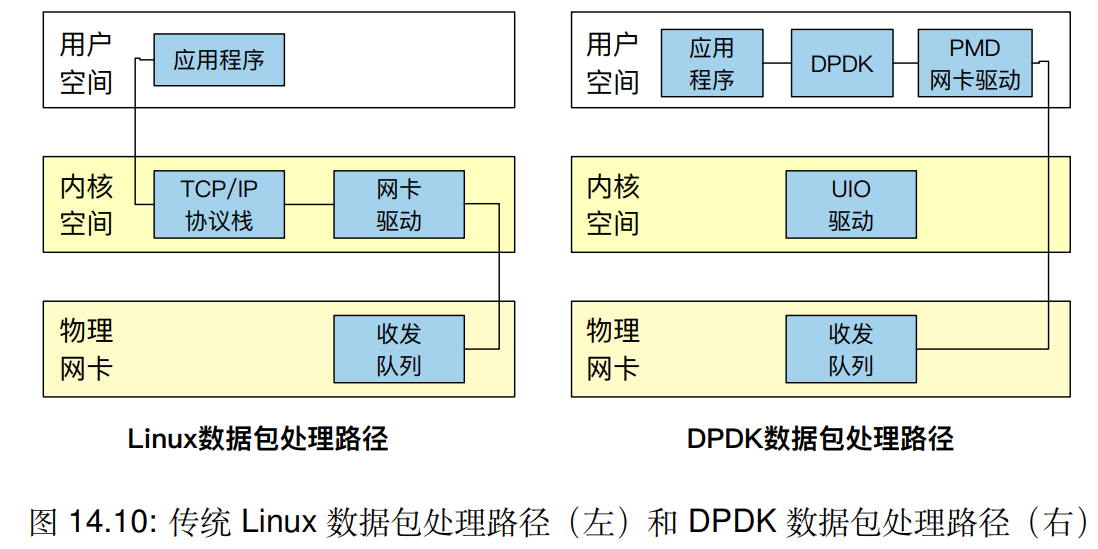 用户
空间
应用程序
内核
空间
TCP/IP
协议栈
网卡
驱动
物理
网卡
收发
队列
Linux数据包处理路径
用户
空间
应用
程序
DPDK
PMD
网卡驱动
内核
空间
UIO
驱动
物理
网卡
收发
队列
DPDK数据包处理路径
图 14.10: 传统 Linux 数据包处理路径（左）和 DPDK 数据包处理路径（右）